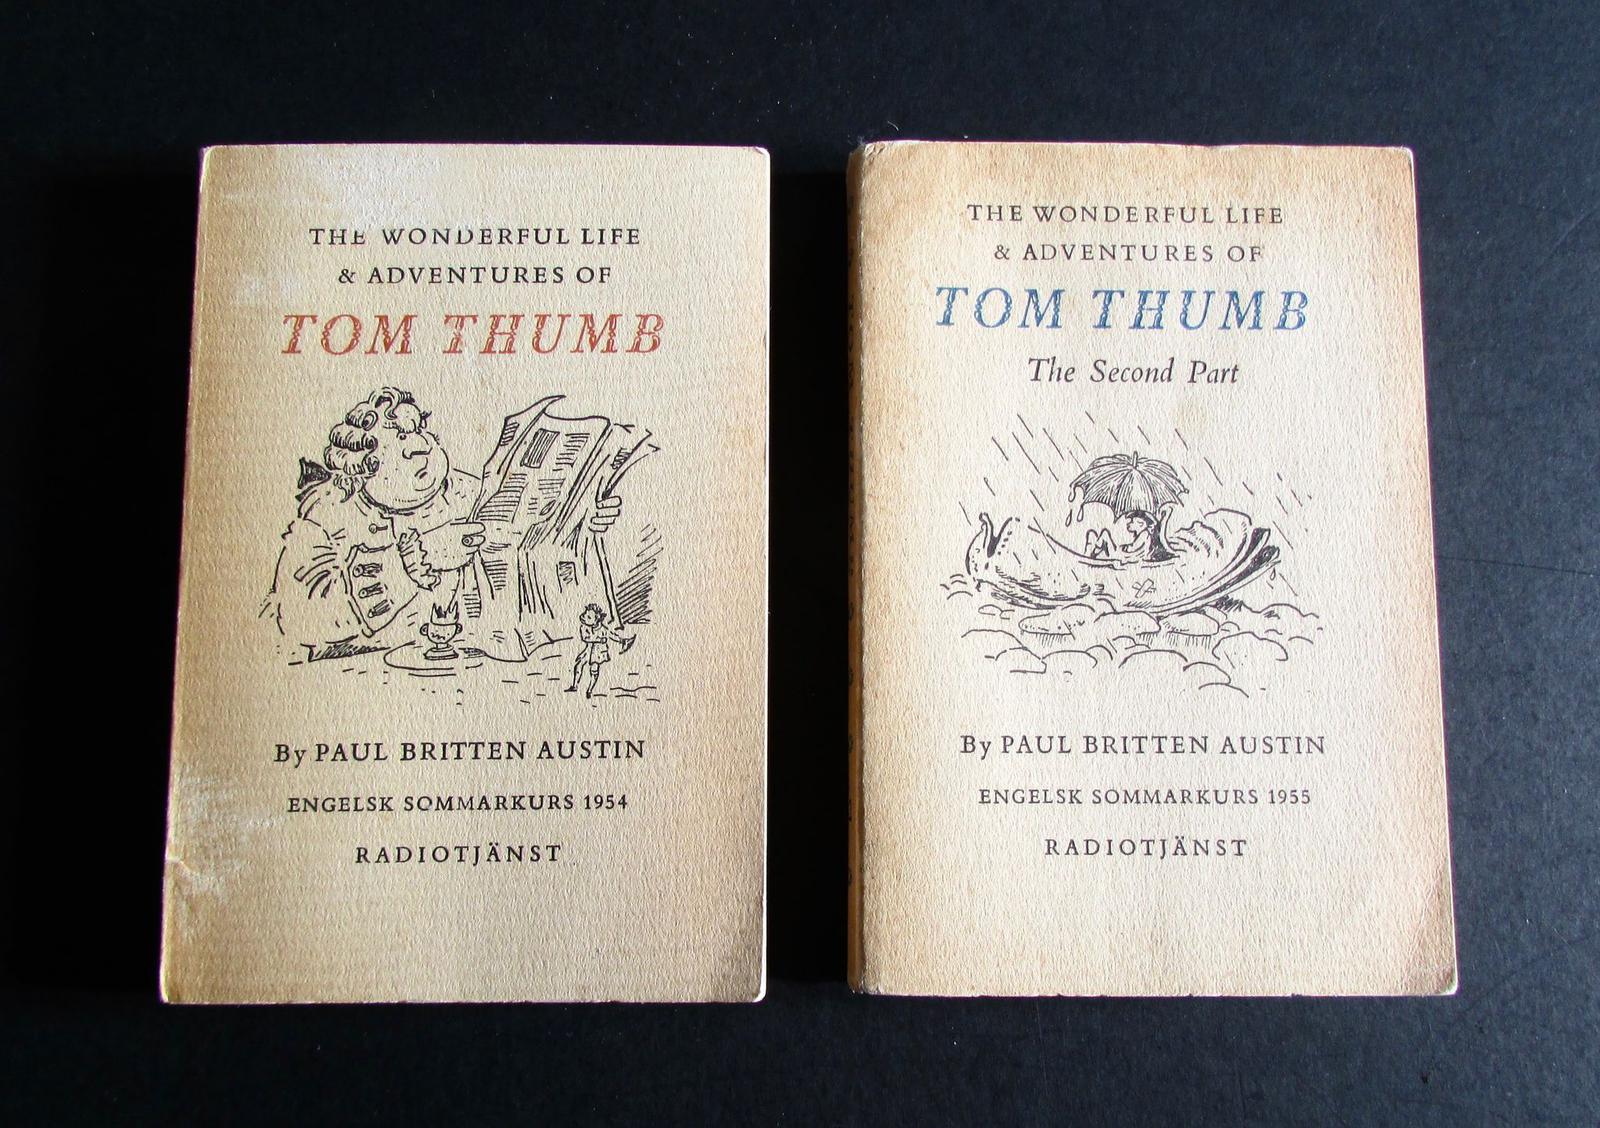 THE WONDERFUL LIFE
& ADVENTURES OF
TOM THUMB
By PAUL BRITTEN AUSTIN
ENGELSK SOMMARKURS 1954
RADIOTJÄNST
THE WONDERFUL LIFE
& ADVENTURES OF
TOM THUMB
The Second Part
By PAUL BRITTEN AUSTIN
ENGELSK SOMMARKURS 1955
RADIOTJÄNST